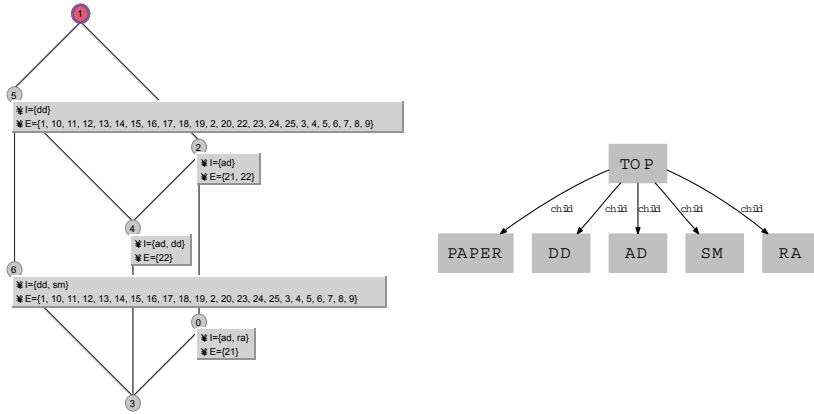 1
5
¥ I={dd}
¥ E={1, 10, 11, 12, 13, 14, 15, 16, 17, 18, 19, 2, 20, 22, 23, 24, 25, 3, 4, 5, 6, 7, 8, 9}
2
¥ I={ad}
¥ E={21, 22}
4
¥ I={ad, dd}
¥ E={22}
6
¥ I={dd, sm}
¥ E={1, 10, 11, 12, 13, 14, 15, 16, 17, 18, 19, 2, 20, 23, 24, 25, 3, 4, 5, 6, 7, 8, 9}
0
¥ I={ad, ra}
¥ E={21}
3
TOP
child child child child child
PAPER DD AD SM RA